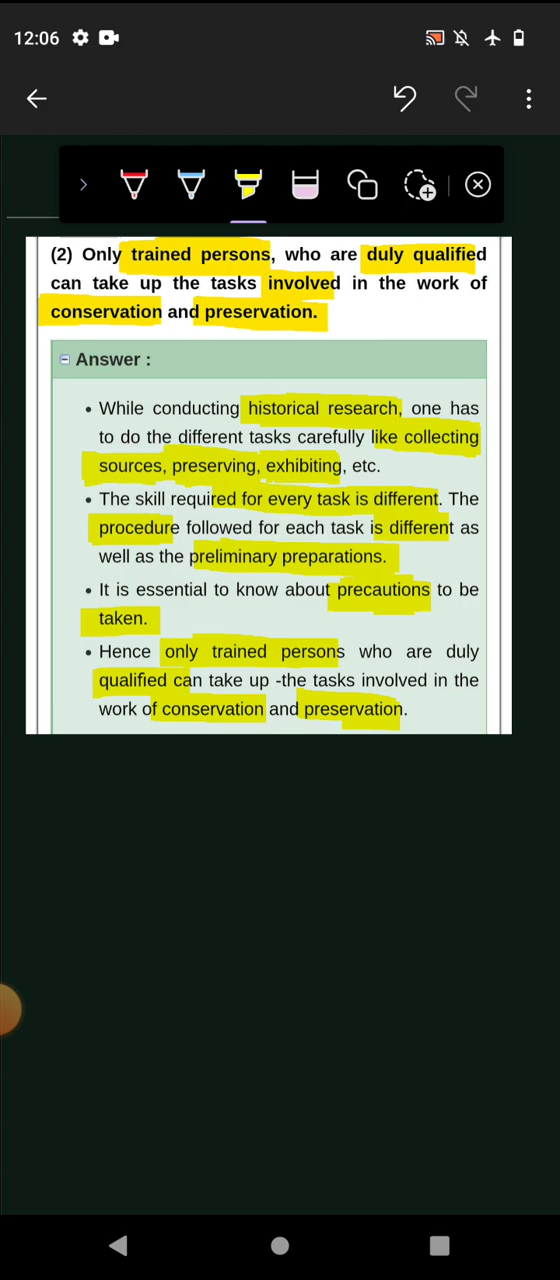 12:06
(2) Only trained persons, who are duly qualified
can take up the tasks involved in the work of
conservation and preservation.
Answer :
• While conducting historical research, one has
to do the different tasks carefully like collecting
sources, preserving, exhibiting, etc.
• The skill required for every task is different. The
procedure followed for each task is different as
well as the preliminary preparations.
• It is essential to know about precautions to be
taken.
• Hence only trained persons who are duly
qualified can take up -the tasks involved in the
work of conservation and preservation.